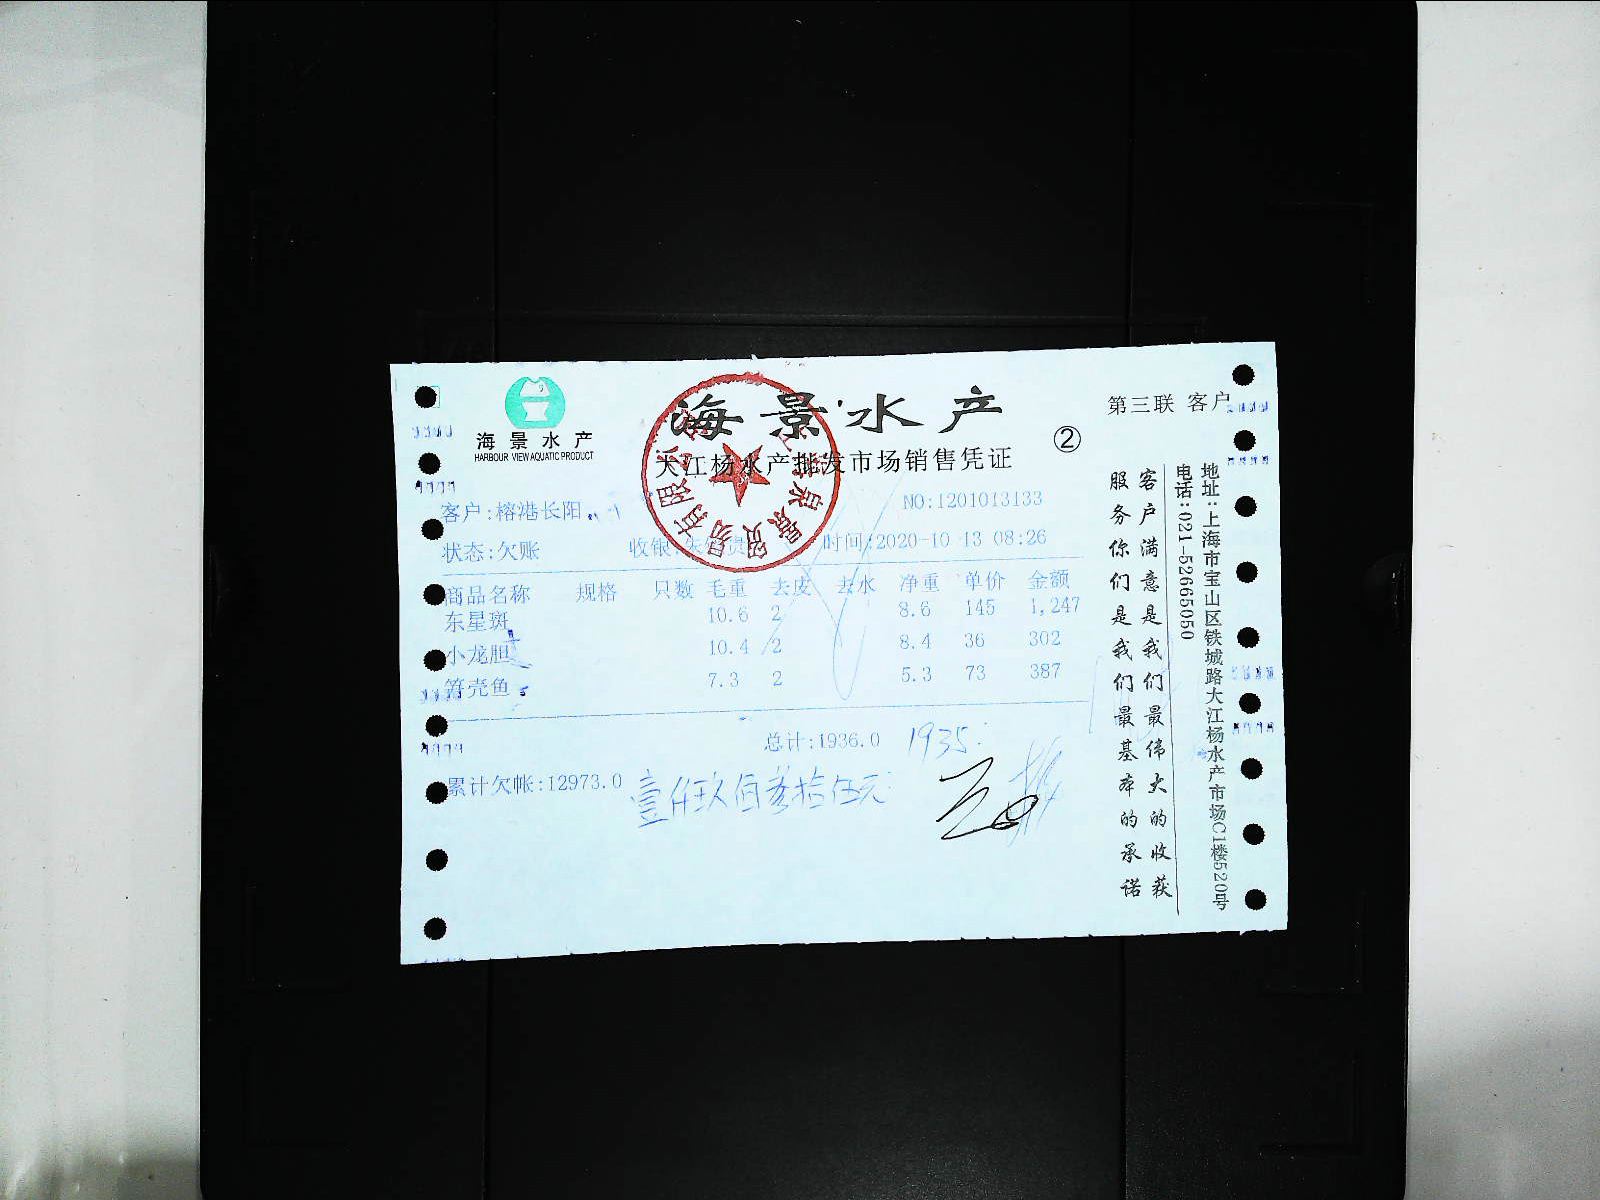 海景水产
HARBOUR VIEW AQUATIC PRODUCT
海景水产
大江杨水产批发市场销售凭证
②
第三联 客户
客户:榕港长阳
NO:1201013133
状态:欠账
收银:
时间:2020-10-13 08:26
商品名称 规格 只数 毛重 去皮 去水 净重 单价 金额
东星斑 10.6 2 8.6 145 1,247
小龙胆 10.4 2 8.4 36 302
笋壳鱼 7.3 2 5.3 73 387
总计:1936.0 1935.
累计欠帐:12973.0 壹仟玖佰叁拾伍元
客户满意是我们最伟大的收获
服务你们是我们最基本的承诺
地址:上海市宝山区铁城路大江杨水产市场C1楼520号
电话:021-52665050